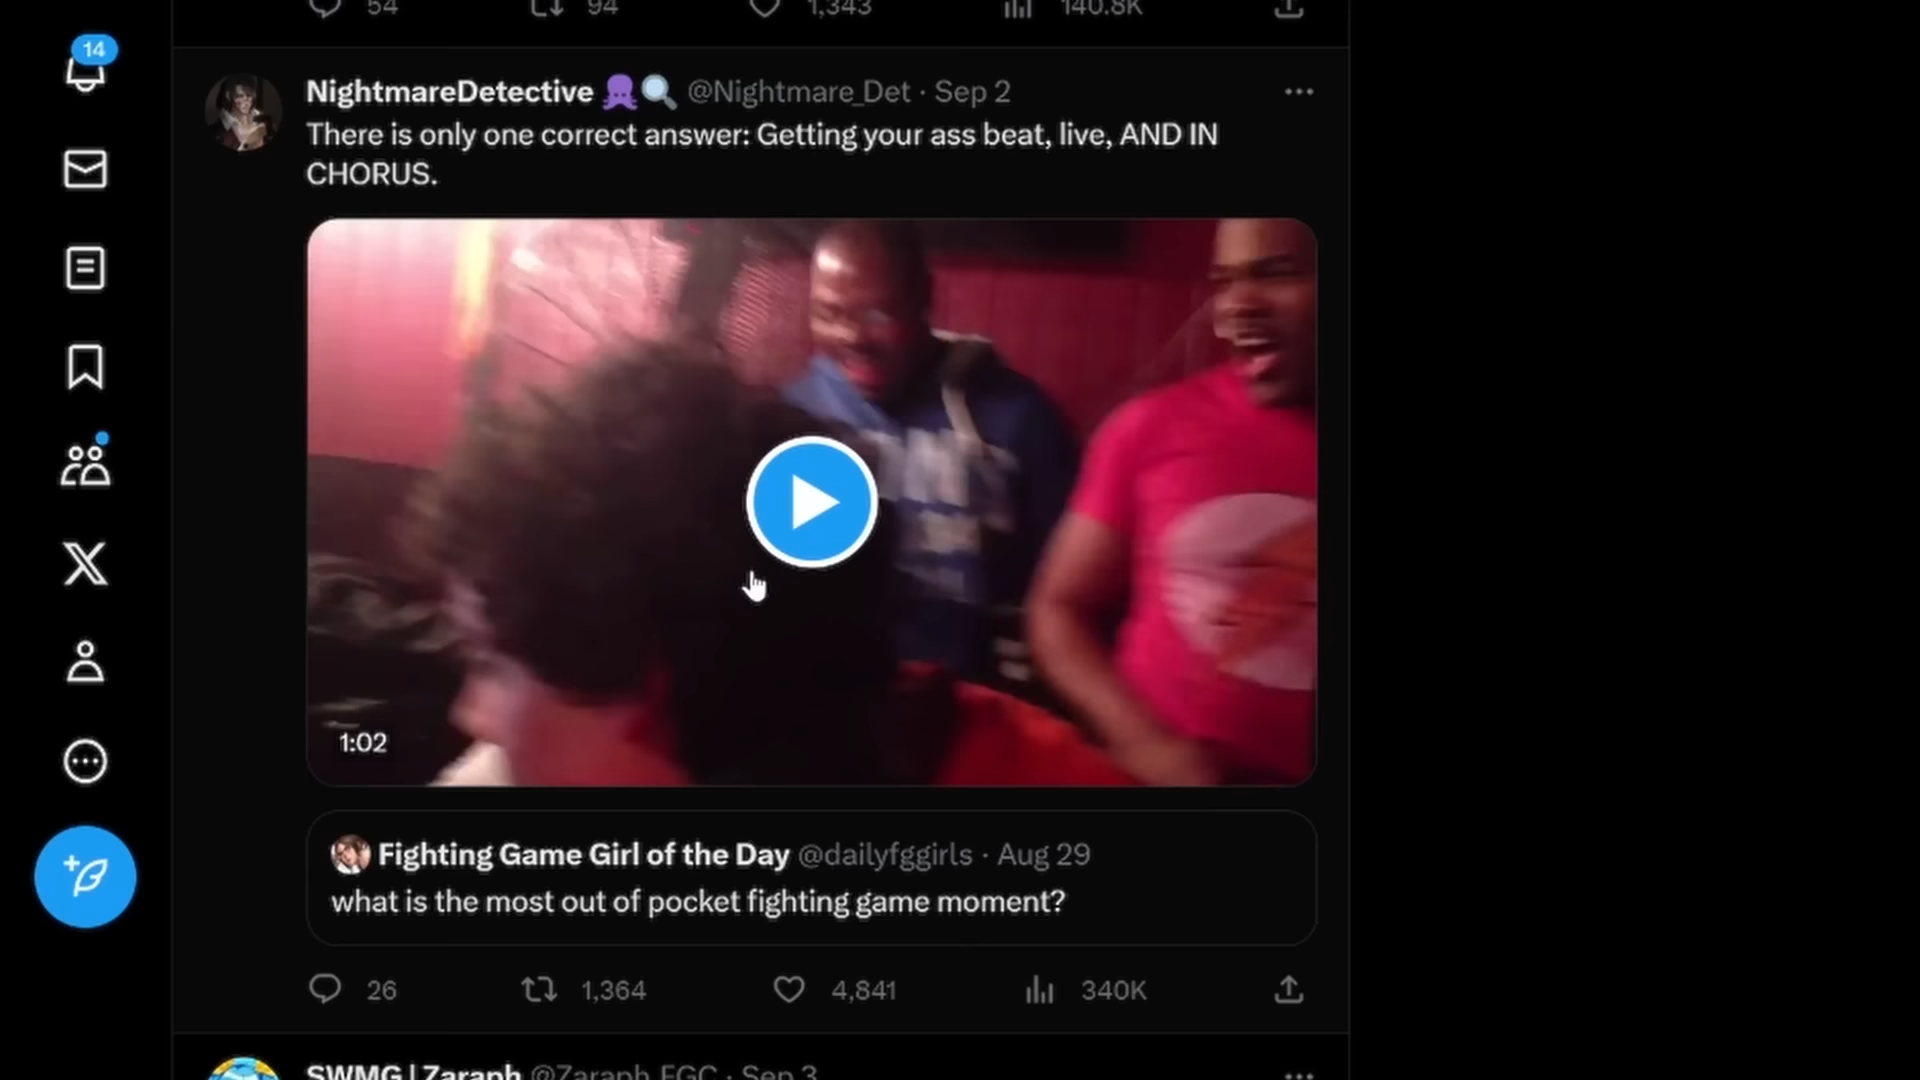 54 94 1,343 140.8K
14
NightmareDetective @Nightmare_Det · Sep 2
There is only one correct answer: Getting your ass beat, live, AND IN
CHORUS.
1:02
Fighting Game Girl of the Day @dailyfggirls · Aug 29
what is the most out of pocket fighting game moment?
26 1,364 4,841 340K
SWMG | Zaraph @Zaraph_FGC · Sep 3